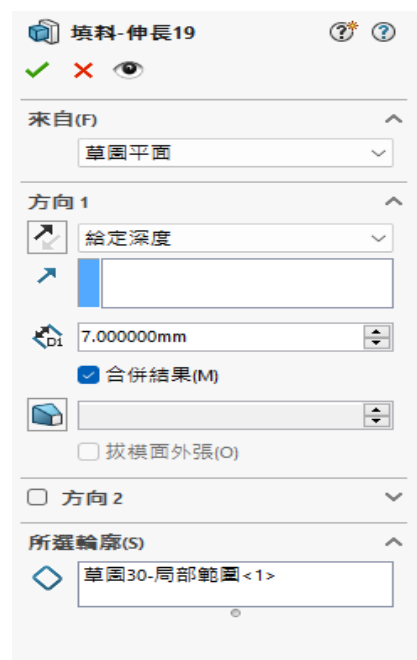 填料-伸長19
來自(F)
草圖平面
方向 1
給定深度
D1
7.000000mm
合併結果(M)
拔模面外張(O)
方向 2
所選輪廓(S)
草圖30-局部範圍<1>